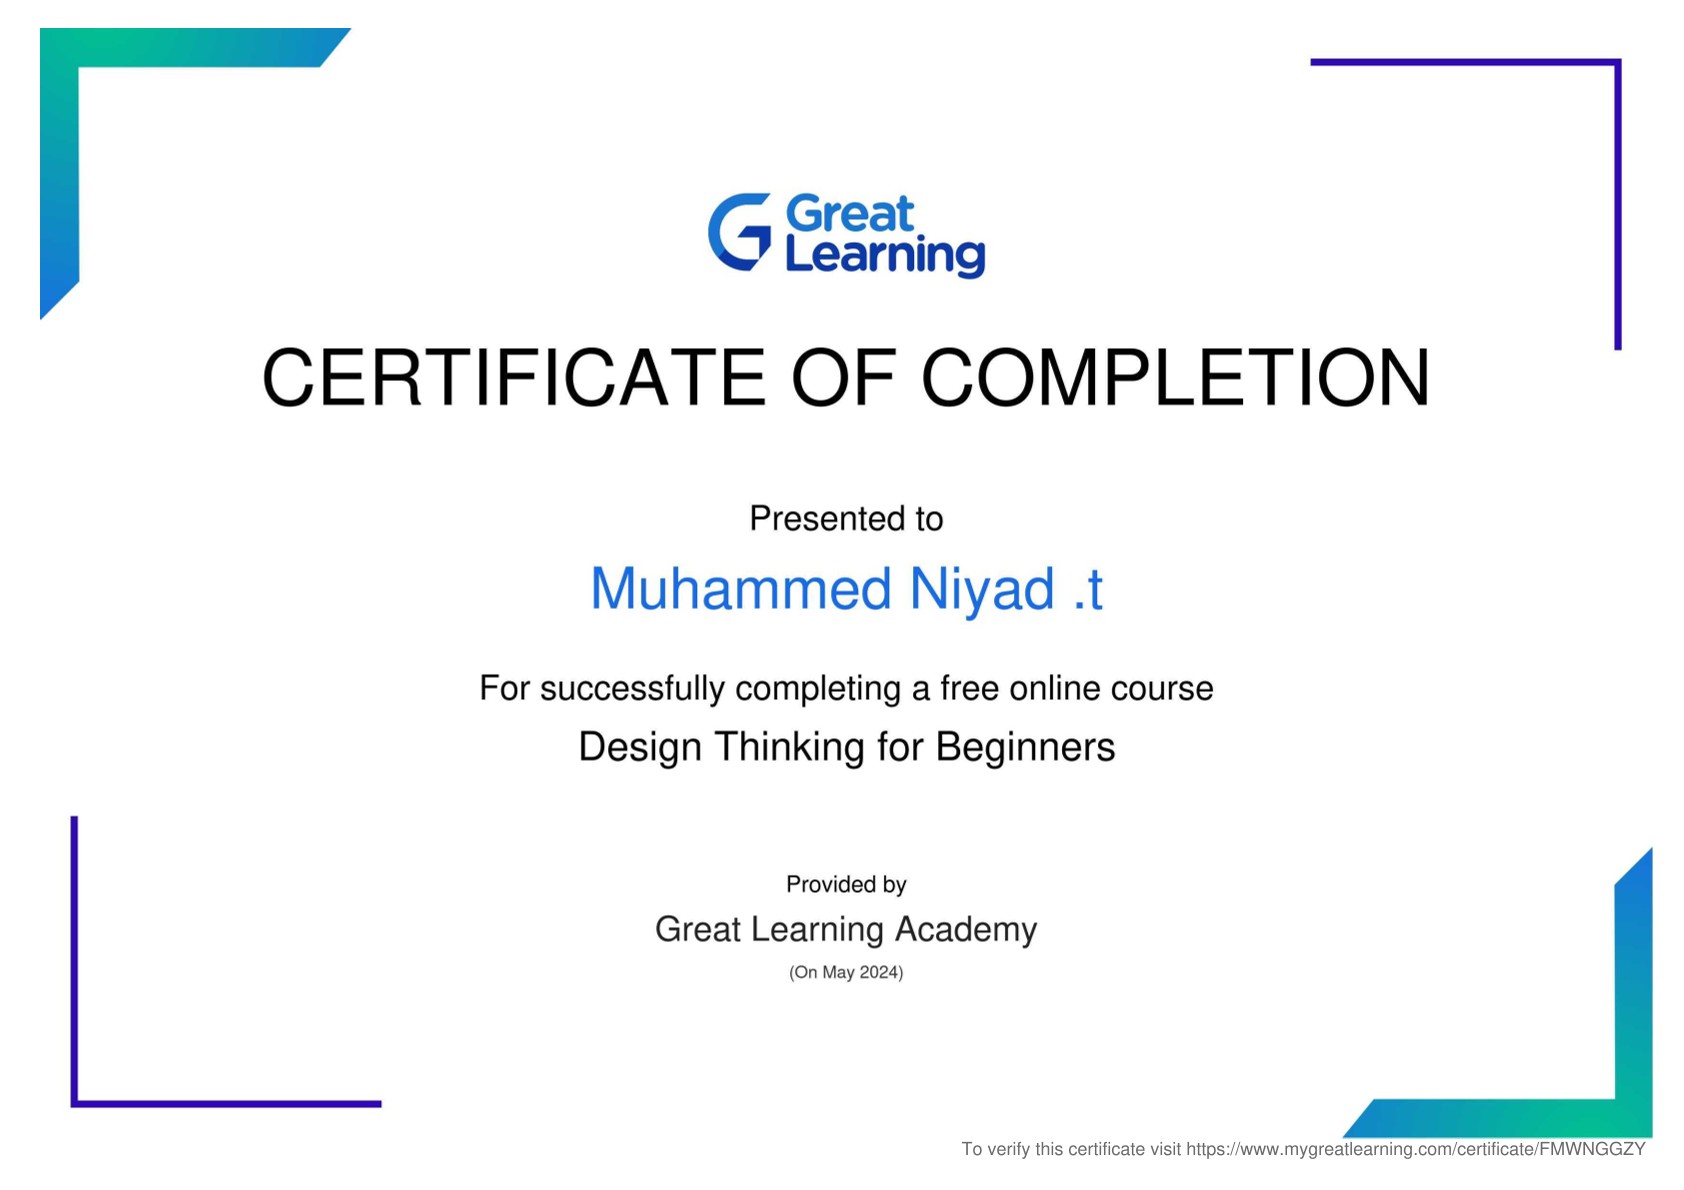 Great
Learning
CERTIFICATE OF COMPLETION
Presented to
Muhammed Niyad .t
For successfully completing a free online course
Design Thinking for Beginners
Provided by
Great Learning Academy
(On May 2024)
To verify this certificate visit https://www.mygreatlearning.com/certificate/FMWNGGZY